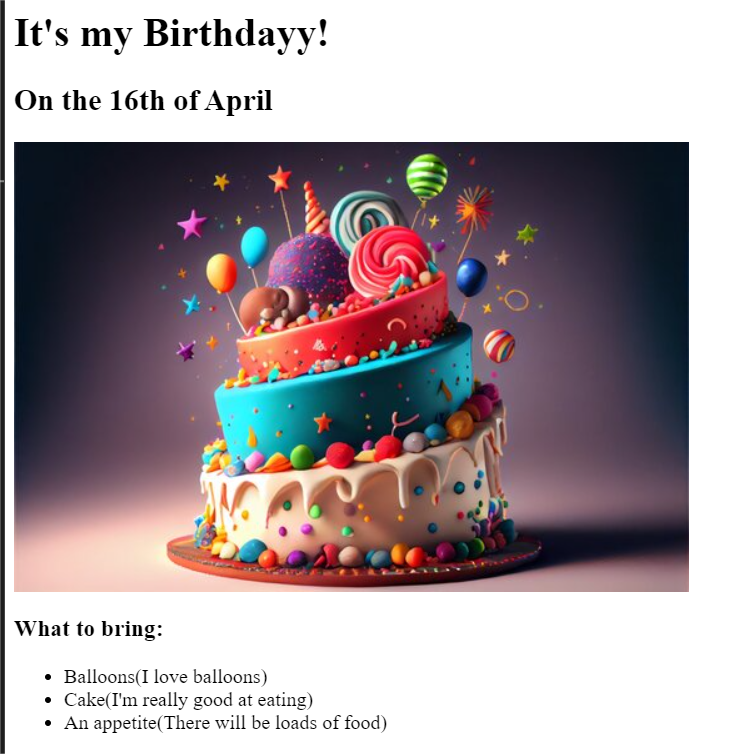 It's my Birthdayy!
On the 16th of April
What to bring:
Balloons(I love balloons)
Cake(I'm really good at eating)
An appetite(There will be loads of food)